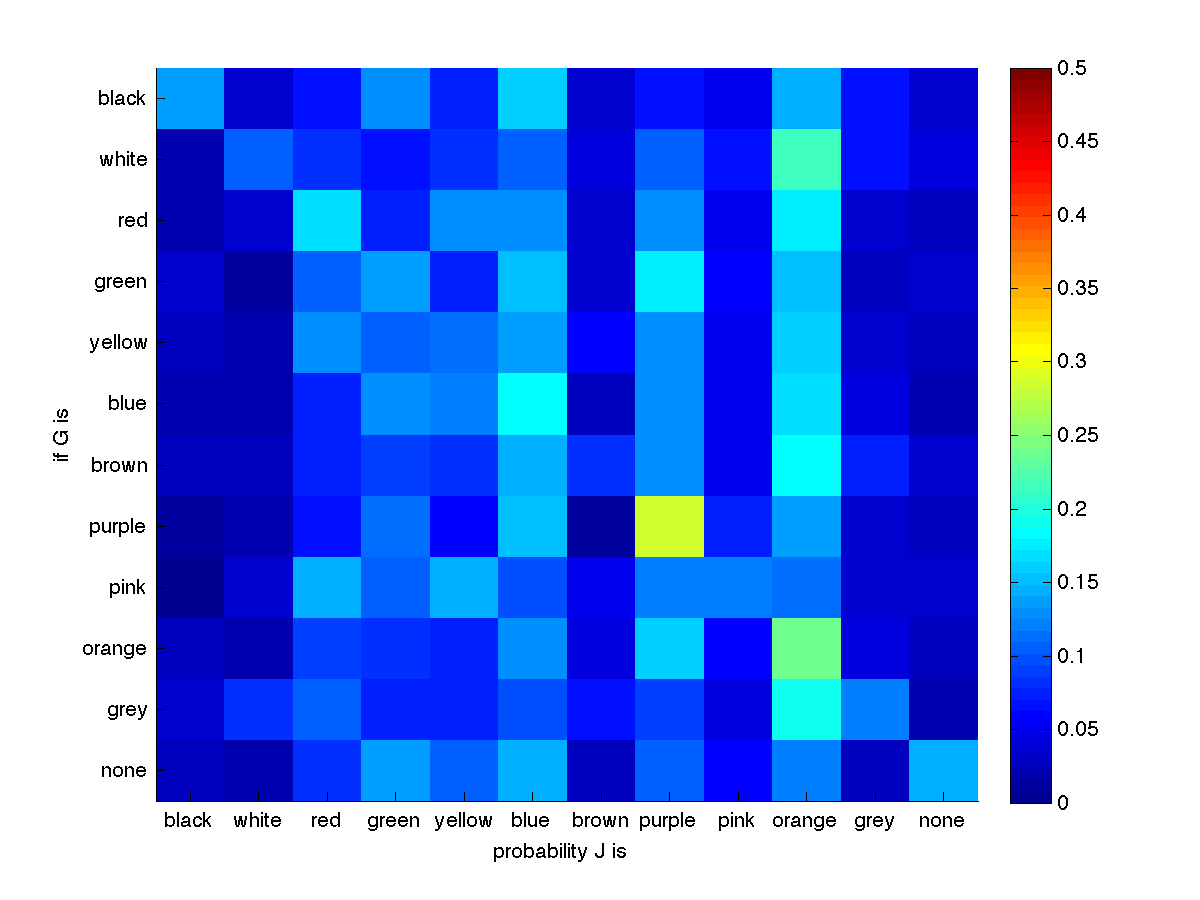 black
white
red
green
yellow
blue
brown
purple
pink
orange
grey
none
if G is
black white red green yellow blue brown purple pink orange grey none
probability J is
0.5
0.45
0.4
0.35
0.3
0.25
0.2
0.15
0.1
0.05
0